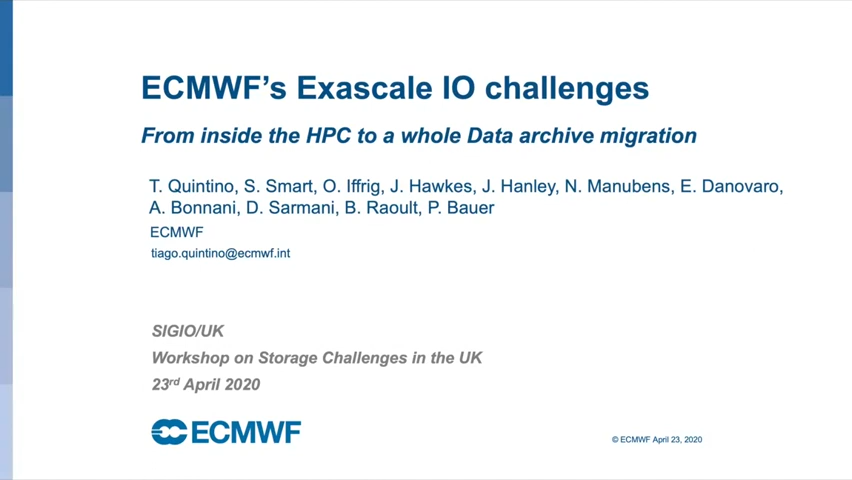 ECMWF's Exascale IO challenges
From inside the HPC to a whole Data archive migration
T. Quintino, S. Smart, O. Iffrig, J. Hawkes, J. Hanley, N. Manubens, E. Danovaro,
A. Bonnani, D. Sarmani, B. Raoult, P. Bauer
ECMWF
tiago.quintino@ecmwf.int
SIGIO/UK
Workshop on Storage Challenges in the UK
23rd April 2020
ECMWF
© ECMWF April 23, 2020